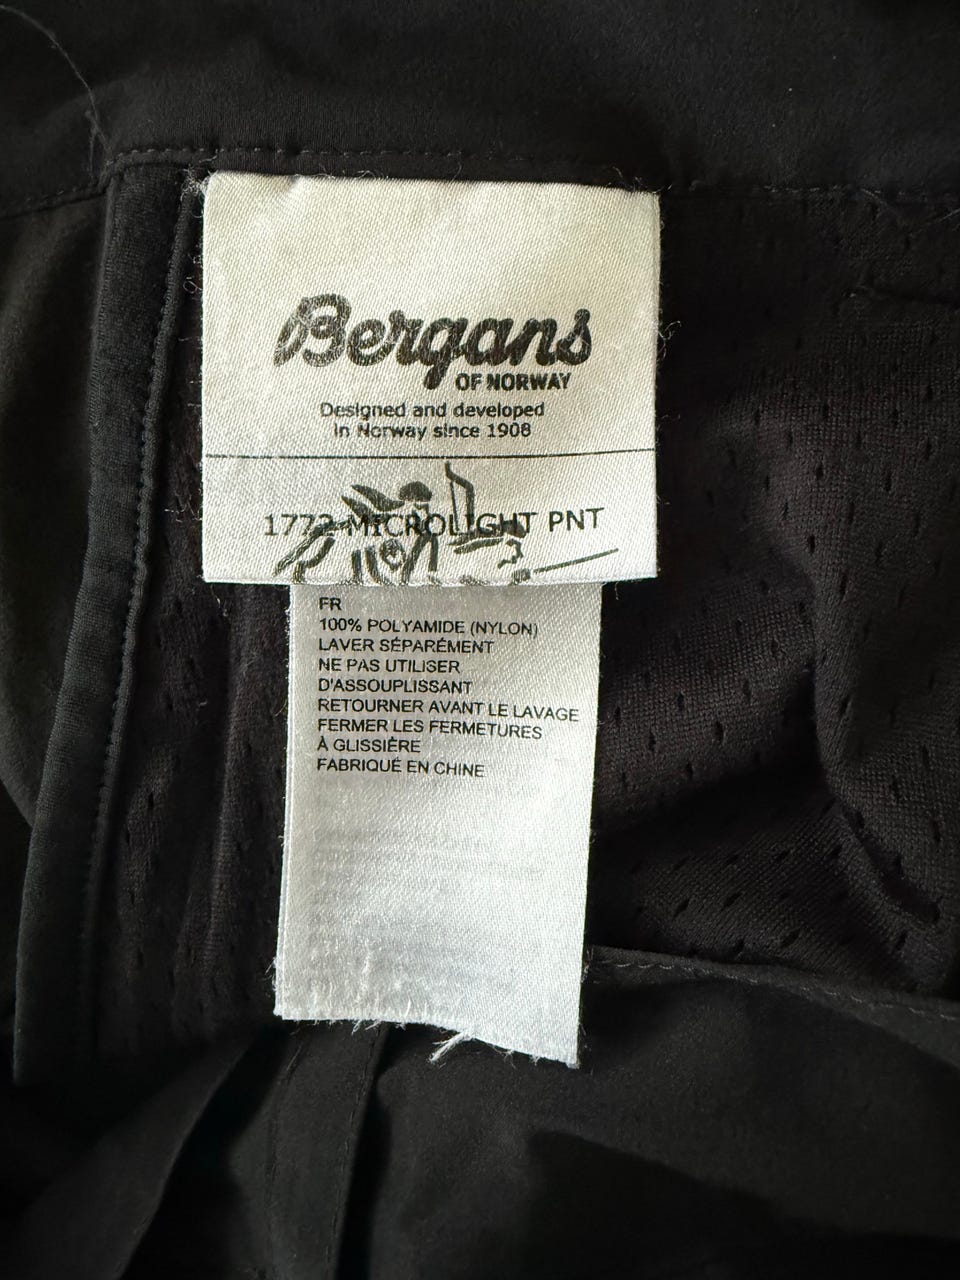 Bergans
OF NORWAY
Designed and developed
in Norway since 1908
1772 MICROLIGHT PNT
FR
100% POLYAMIDE (NYLON)
LAVER SÉPARÉMENT
NE PAS UTILISER
D'ASSOUPLISSANT
RETOURNER AVANT LE LAVAGE
FERMER LES FERMETURES
À GLISSIÈRE
FABRIQUÉ EN CHINE